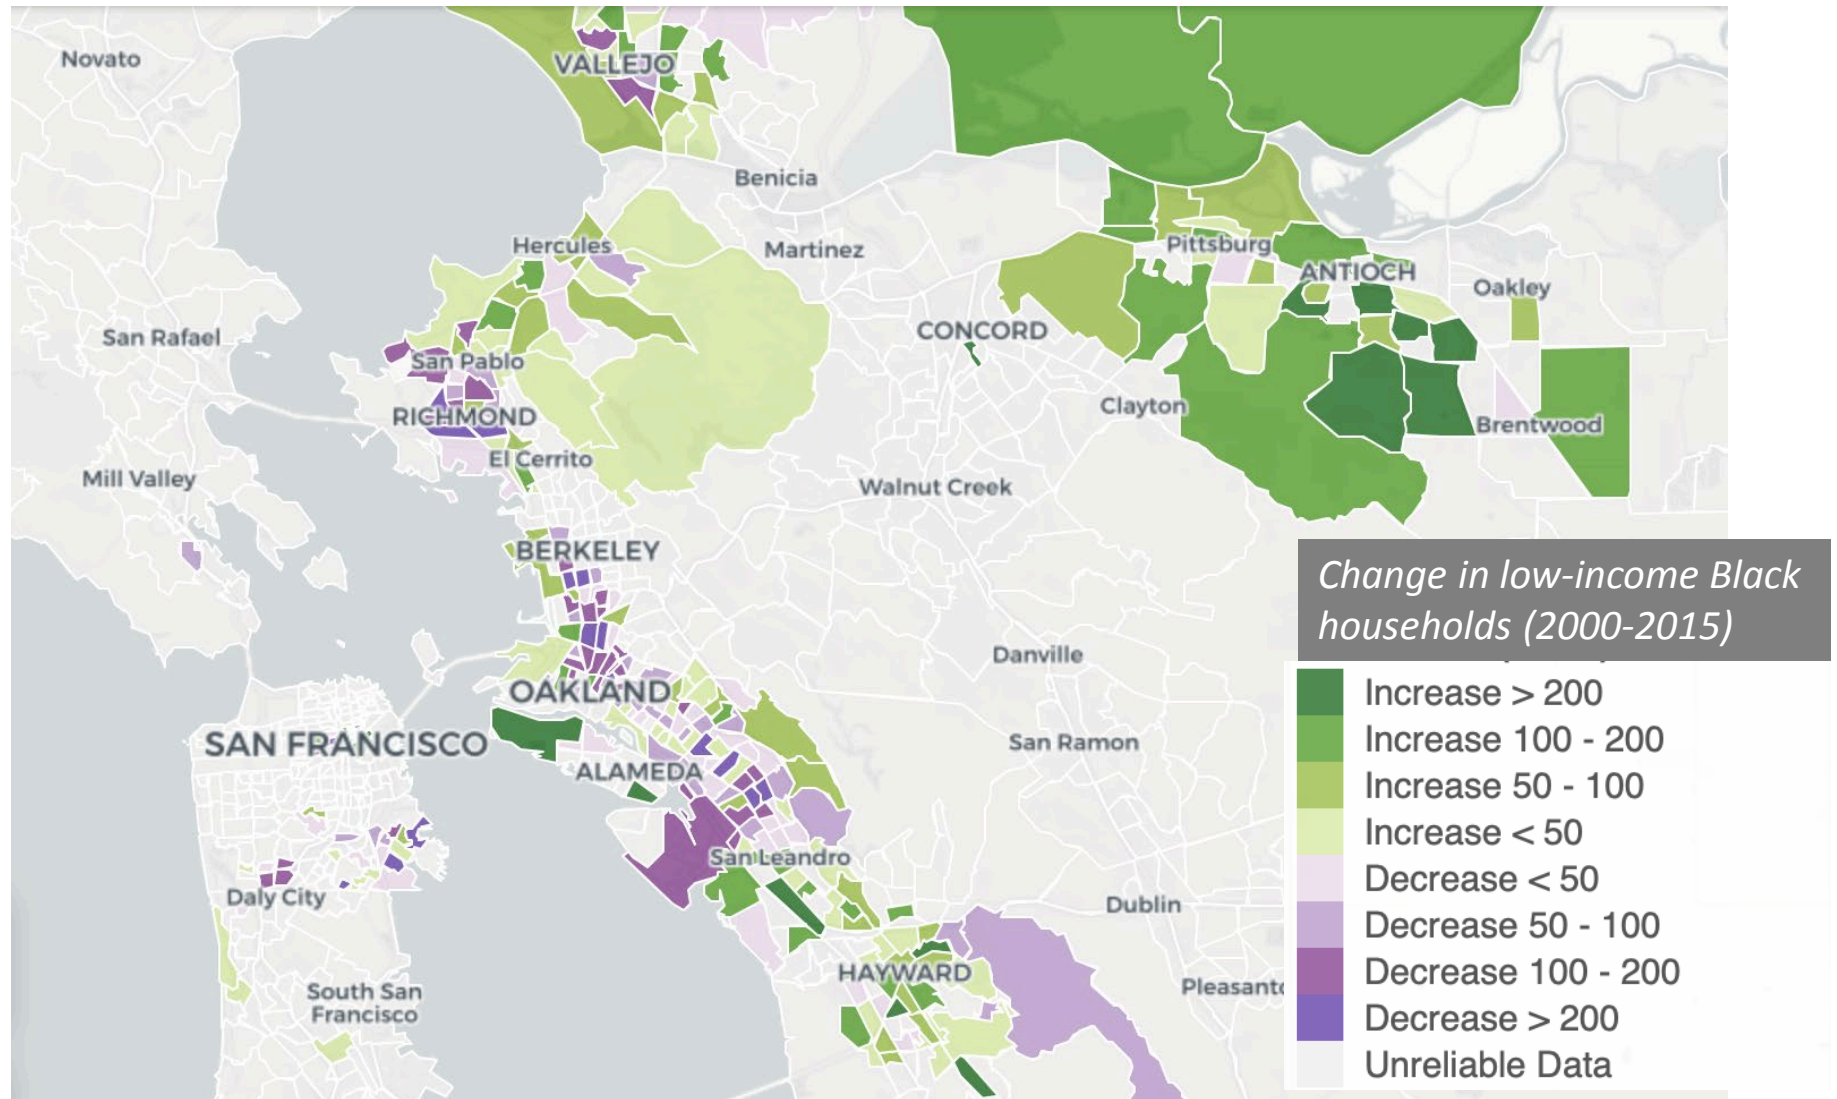 Novato
VALLEJO
Benicia
Hercules
Martinez
Pittsburg
ANTIOCH
Oakley
San Rafael
CONCORD
San Pablo
RICHMOND
Clayton
Brentwood
El Cerrito
Mill Valley
Walnut Creek
BERKELEY
Danville
OAKLAND
SAN FRANCISCO
San Ramon
ALAMEDA
San Leandro
Daly City
Dublin
HAYWARD
Pleasanto
South San
Francisco
Change in low-income Black
households (2000-2015)
Increase > 200
Increase 100 - 200
Increase 50 - 100
Increase < 50
Decrease < 50
Decrease 50 - 100
Decrease 100 - 200
Decrease > 200
Unreliable Data